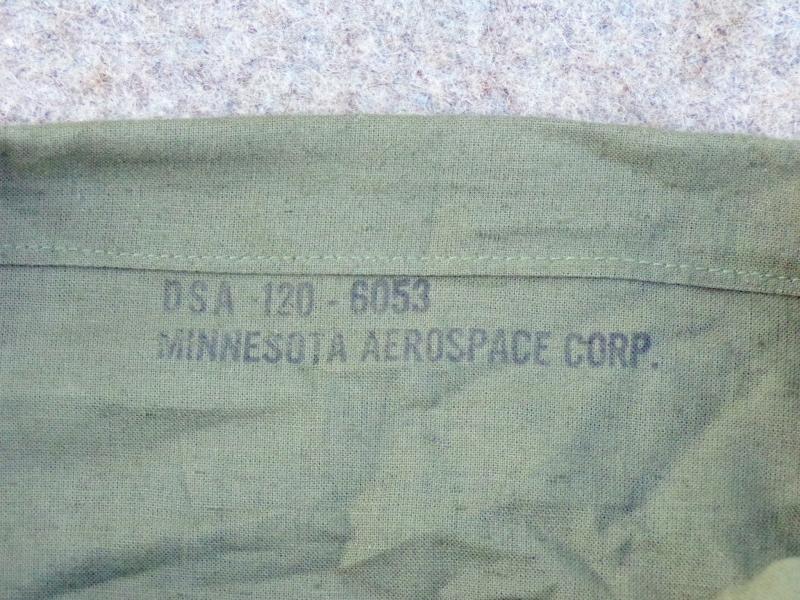 DSA -120 - 6053
MINNESOTA AEROSPACE CORP.